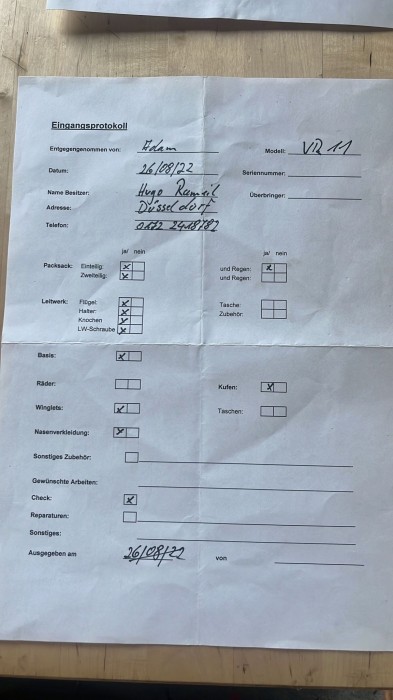 Eingangsprotokoll
Entgegengenommen von: Adam Modell: VR 11
Datum: 26/08/22 Seriennummer:
Name Besitzer: Hugo Überbringer:
Adresse: Düsseldorf
Telefon: 0172 2418782
ja/ nein ja/ nein
Packsack: Einteilig: x und Regen: x
Zweiteilig: x und Regen:
Leitwerk: Flügel: x Tasche:
Halter: x Zubehör:
Knochen x
LW-Schraube x
Basis: x
Räder: Kufen: x
Winglets: x Taschen:
Nasenverkleidung: x
Sonstiges Zubehör:
Gewünschte Arbeiten:
Check: x
Reparaturen:
Sonstiges:
Ausgegeben am 26/08/22 von